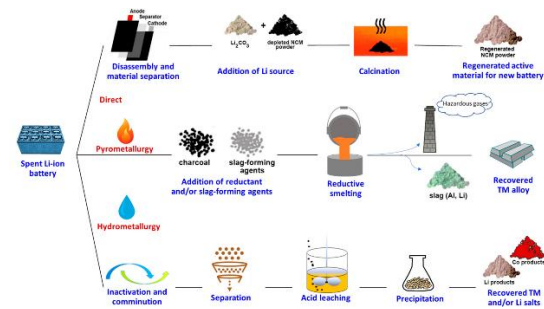 Anode
Separator
Cathode
Disassembly and
material separation
Li2CO3
+
depleted NCM
powder
Addition of Li source
Calcination
Regenerated
NCM powder
Regenerated active
material for new battery
Direct
Spent Li-ion
battery
Pyrometallurgy
charcoal
slag-forming
agents
Addition of reductant
and/or slag-forming agents
Reductive
smelting
Hazardous gases
slag (Al, Li)
Recovered
TM alloy
Hydrometallurgy
Inactivation and
comminution
Separation
Acid leaching
Precipitation
Co products
Li products
Recovered TM
and/or Li salts